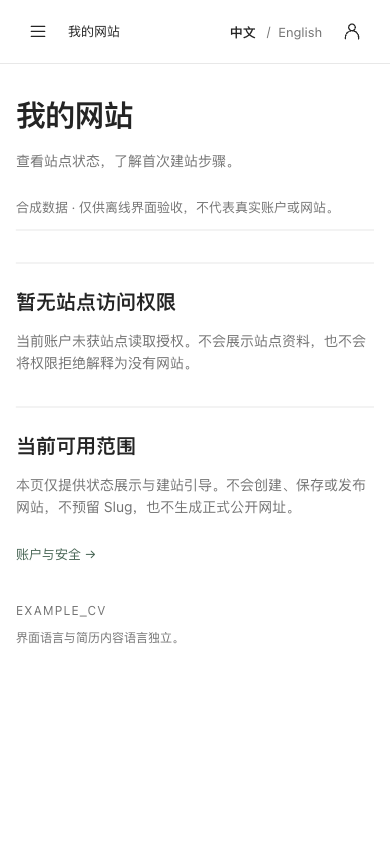 我的网站
中文 / English
我的网站
查看站点状态，了解首次建站步骤。
合成数据 · 仅供离线界面验收，不代表真实账户或网站。
暂无站点访问权限
当前账户未获站点读取授权。不会展示站点资料，也不会
将权限拒绝解释为没有网站。
当前可用范围
本页仅提供状态展示与建站引导。不会创建、保存或发布
网站，不预留 Slug，也不生成正式公开网址。
账户与安全 →
EXAMPLE_CV
界面语言与简历内容语言独立。